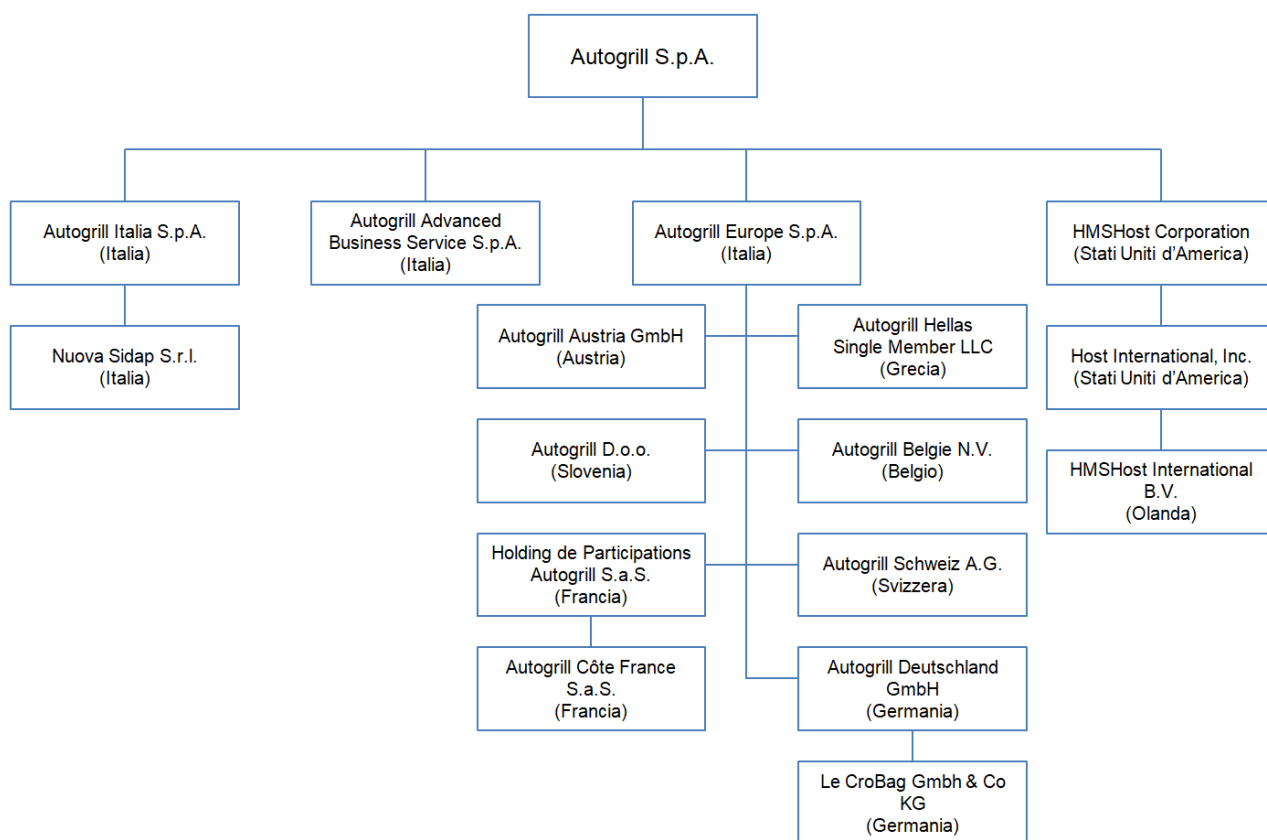 Autogrill S.p.A.
Autogrill Italia S.p.A.
(Italia)
Autogrill Advanced
Business Service S.p.A.
(Italia)
Autogrill Europe S.p.A.
(Italia)
HMSHost Corporation
(Stati Uniti d’America)
Nuova Sidap S.r.l.
(Italia)
Autogrill Austria GmbH
(Austria)
Autogrill Hellas
Single Member LLC
(Grecia)
Host International, Inc.
(Stati Uniti d’America)
Autogrill D.o.o.
(Slovenia)
Autogrill Belgie N.V.
(Belgio)
HMSHost International
B.V.
(Olanda)
Holding de Participations
Autogrill S.a.S.
(Francia)
Autogrill Schweiz A.G.
(Svizzera)
Autogrill Côte France
S.a.S.
(Francia)
Autogrill Deutschland
GmbH
(Germania)
Le CroBag Gmbh & Co
KG
(Germania)